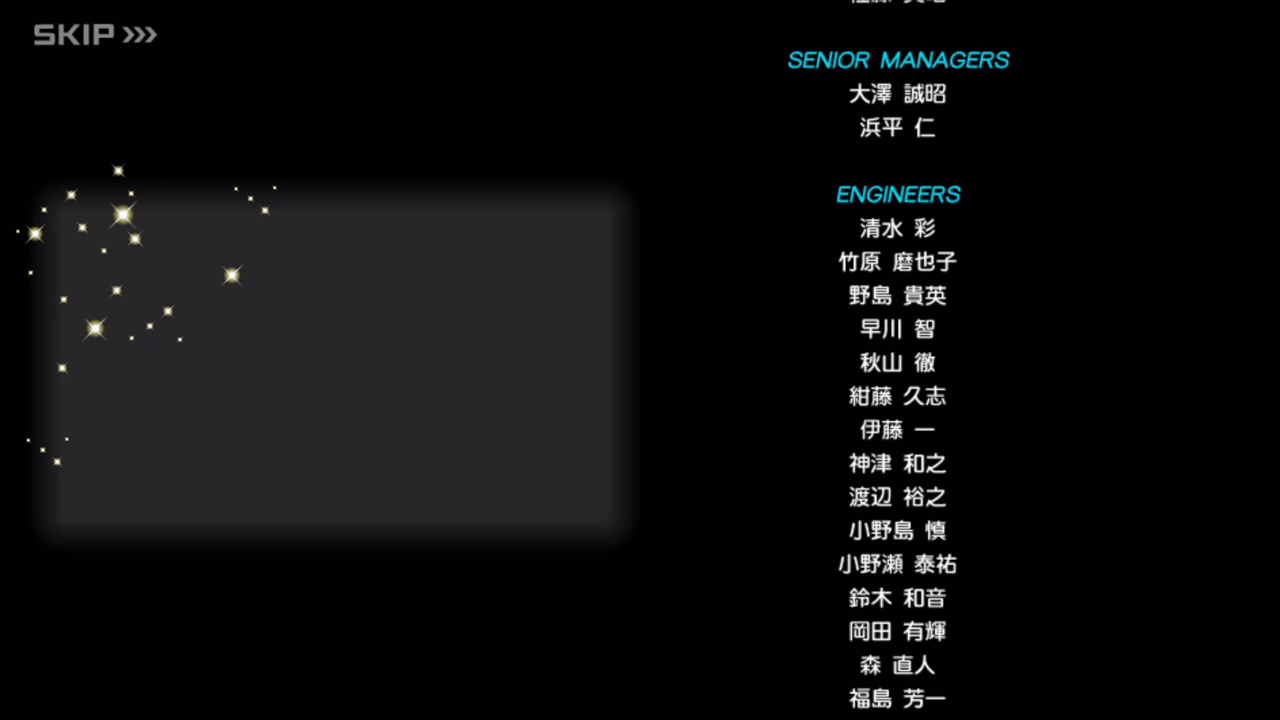 SKIP >>>
SENIOR MANAGERS
大澤 誠昭
浜平 仁
ENGINEERS
清水 彩
竹原 磨也子
野島 貴英
早川 智
秋山 徹
紺藤 久志
伊藤 一
神津 和之
渡辺 裕之
小野島 慎
小野瀬 泰祐
鈴木 和音
岡田 有輝
森 直人
福島 芳一